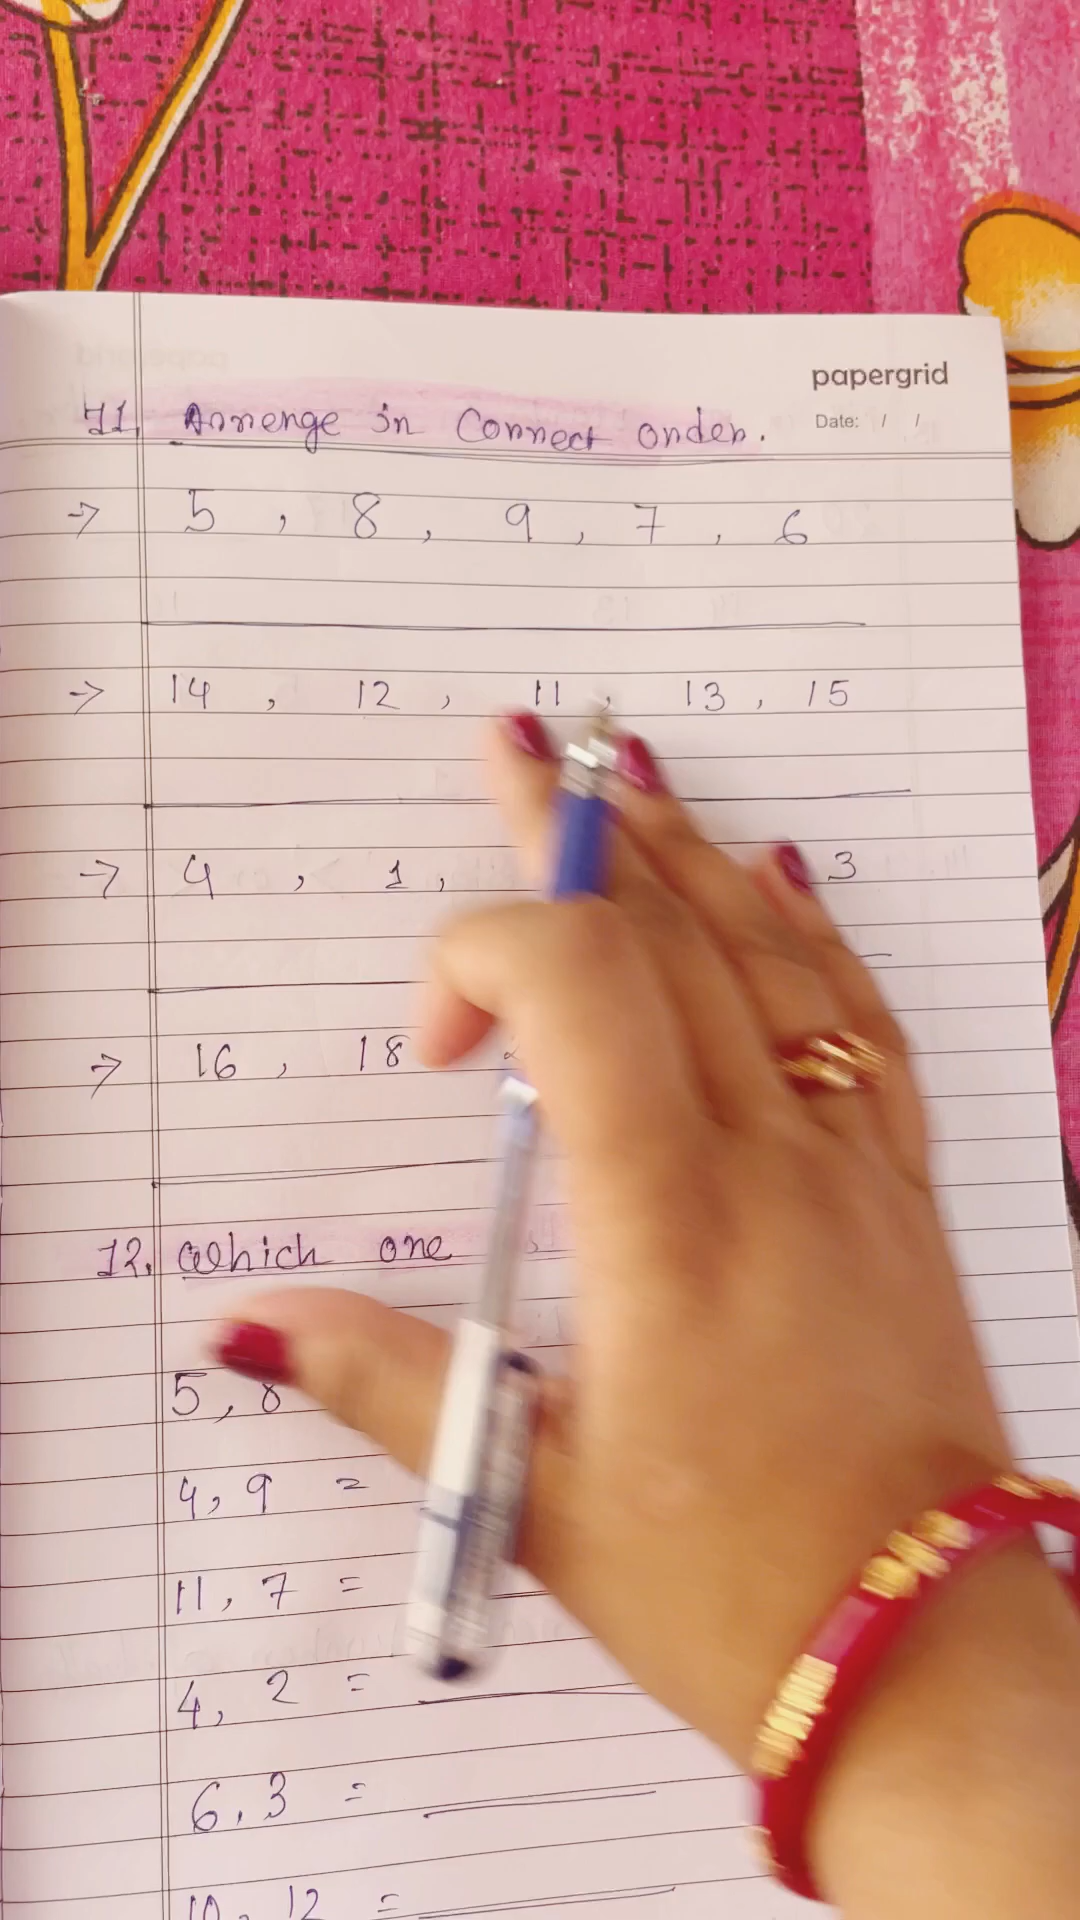 papergrid
Date: / /
11. Arrenge in Correct order.
→ 5 , 8 , 9 , 7 , 6
→ 14 , 12 , 11 , 13 , 15
→ 4 , 1 , 3
→ 16 , 18
12. Which one
5 , 8
4 , 9 =
11 , 7 =
4 , 2 =
6 , 3 =
10 , 12 =